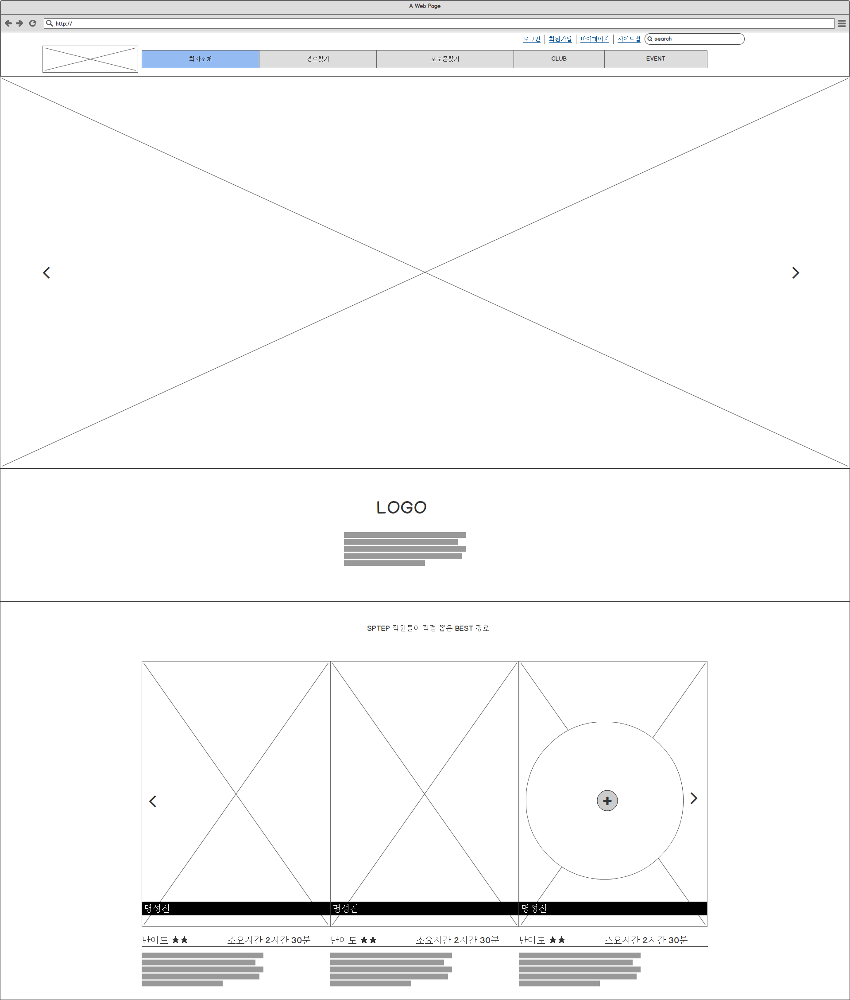 A Web Page
http://
로그인 회원가입 마이페이지 사이트맵 search
회사소개 경로찾기 포토존찾기 CLUB EVENT
LOGO
SPTEP 직원들이 직접 뽑은 BEST 경로
명성산 명성산 명성산
난이도 ★★ 소요시간 2시간 30분 난이도 ★★ 소요시간 2시간 30분 난이도 ★★ 소요시간 2시간 30분